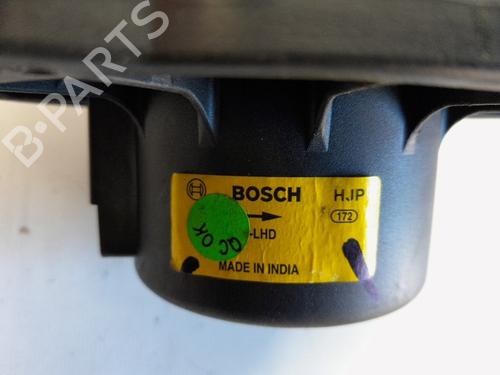 B-PARTS
BOSCH
HJP
172
-LHD
QC OK
MADE IN INDIA